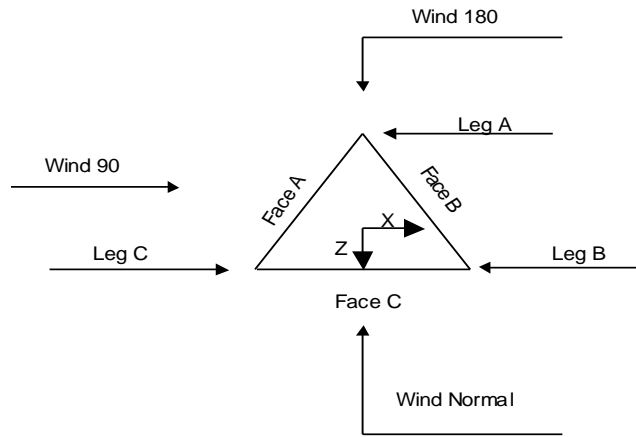 Wind 180
Leg A
Wind 90
Face A
Face B
X
Leg C
Z
Leg B
Face C
Wind Normal